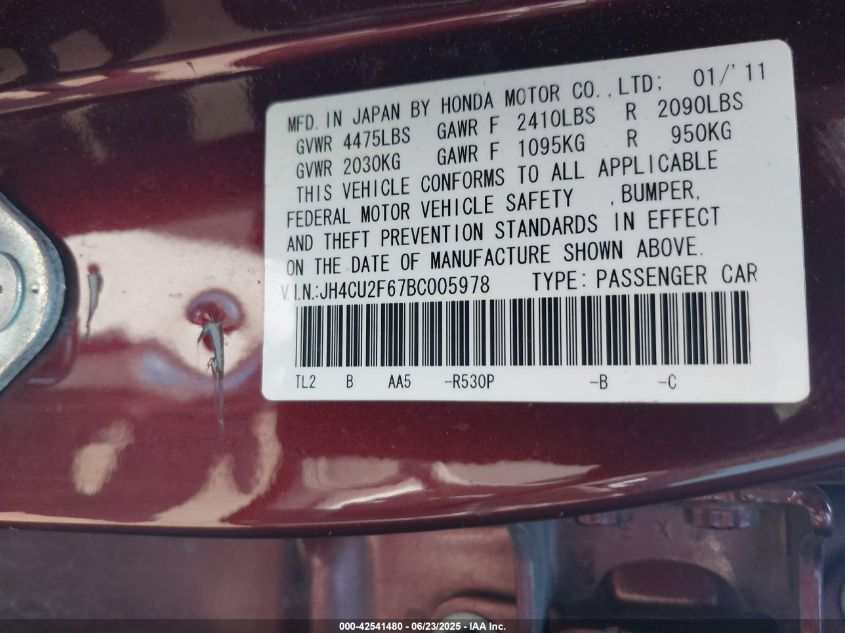 MFD. IN JAPAN BY HONDA MOTOR CO., LTD; 01/'11
GVWR 4475LBS GAWR F 2410LBS R 2090LBS
GVWR 2030KG GAWR F 1095KG R 950KG
THIS VEHICLE CONFORMS TO ALL APPLICABLE
FEDERAL MOTOR VEHICLE SAFETY , BUMPER,
AND THEFT PREVENTION STANDARDS IN EFFECT
ON THE DATE OF MANUFACTURE SHOWN ABOVE.
V.I.N.:JH4CU2F67BC005978 TYPE: PASSENGER CAR
TL2 B AA5 -R530P -B -C
000-42541480 - 06/23/2025 - IAA Inc.